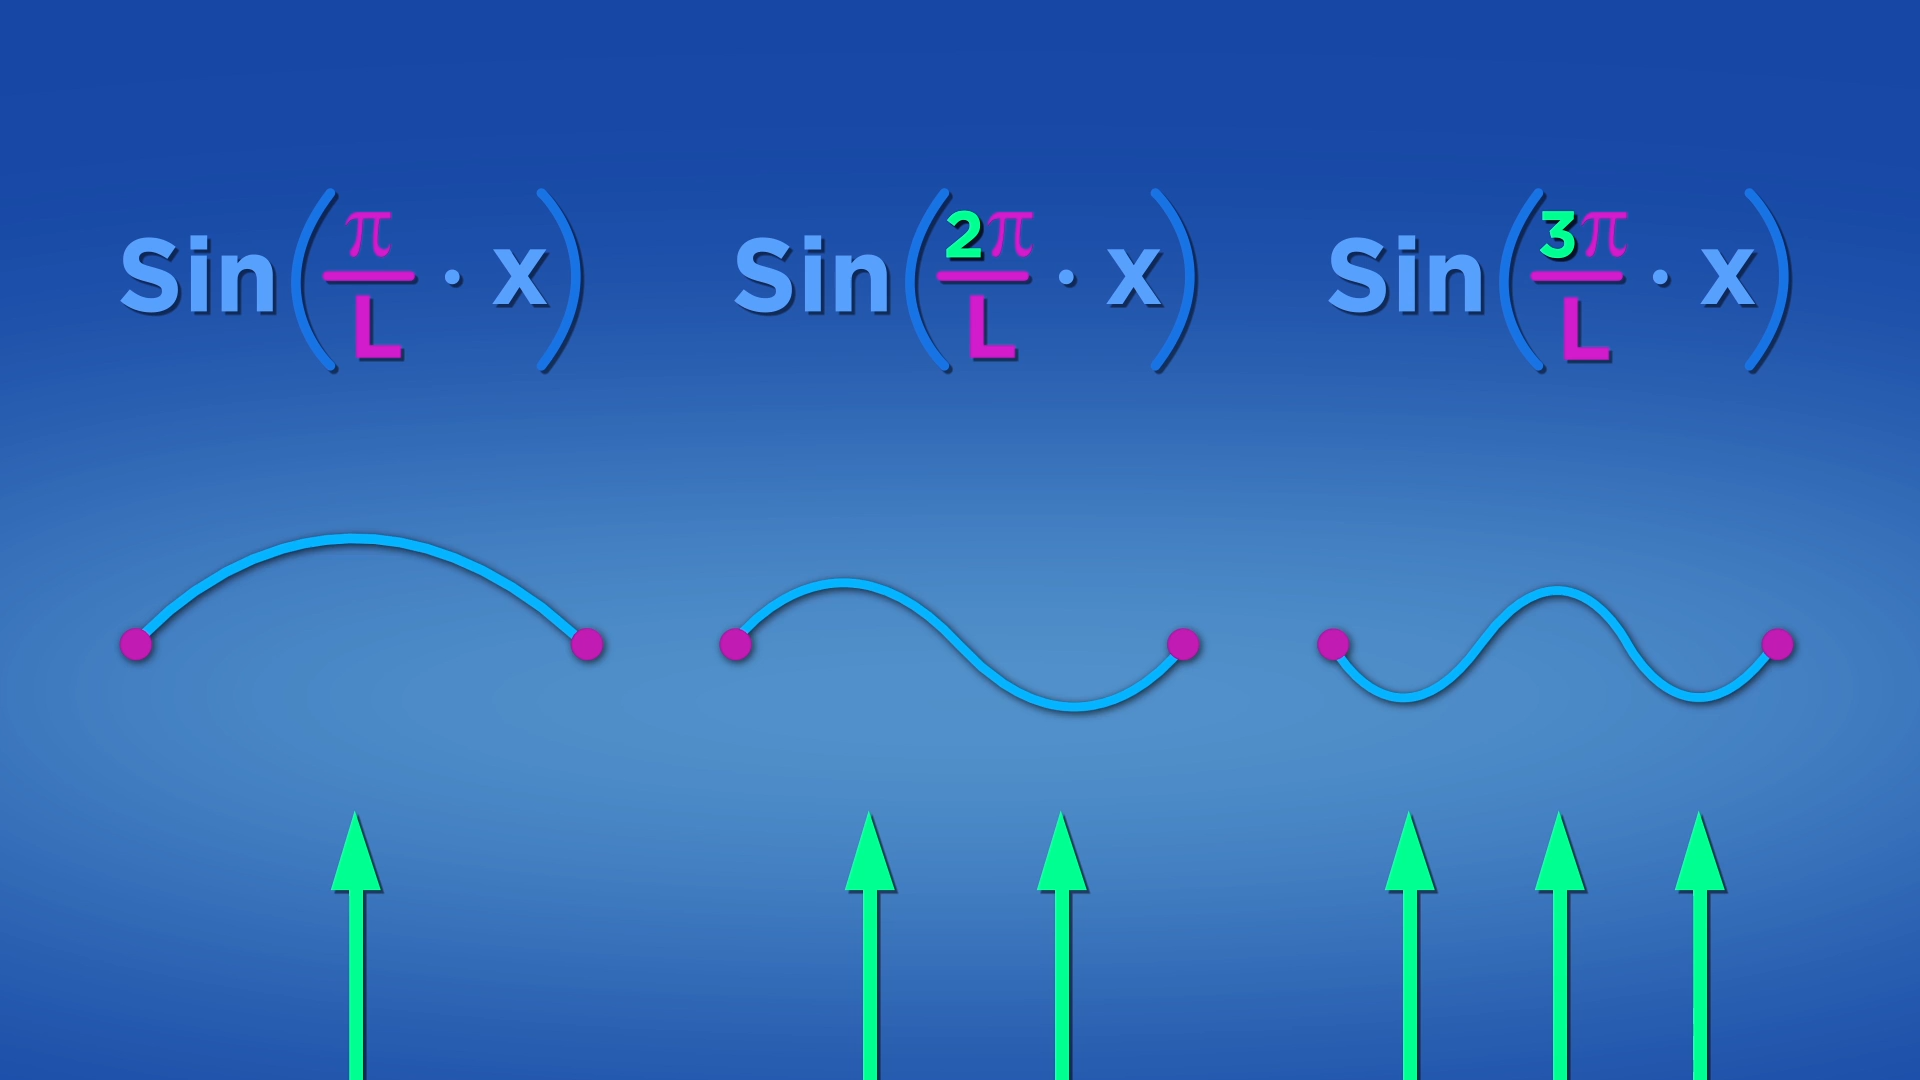 Sin(π/L · x)
Sin(2π/L · x)
Sin(3π/L · x)